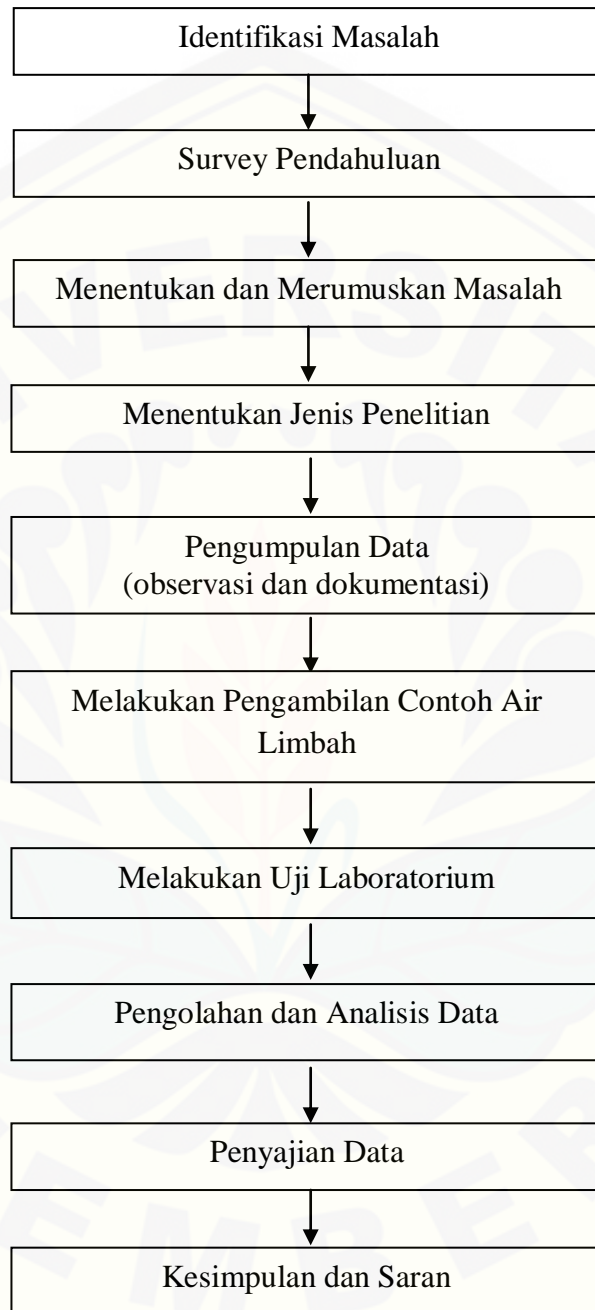 Identifikasi Masalah
Survey Pendahuluan
Menentukan dan Merumuskan Masalah
Menentukan Jenis Penelitian
Pengumpulan Data
(observasi dan dokumentasi)
Melakukan Pengambilan Contoh Air
Limbah
Melakukan Uji Laboratorium
Pengolahan dan Analisis Data
Penyajian Data
Kesimpulan dan Saran